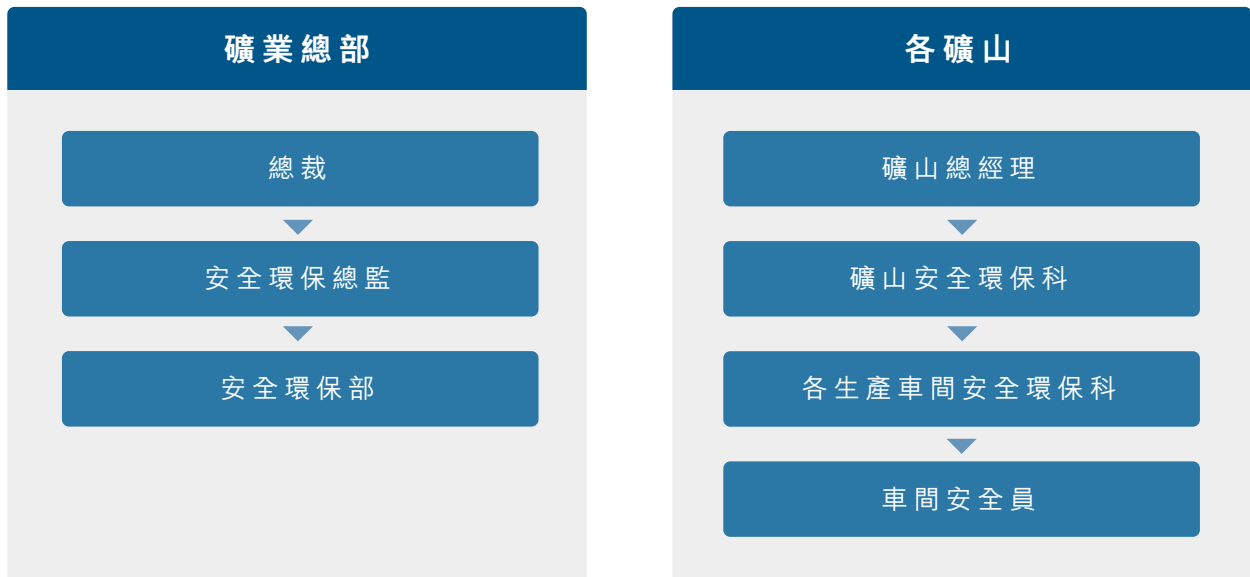 礦業總部
總裁
安全環保總監
安全環保部
各礦山
礦山總經理
礦山安全環保科
各生產車間安全環保科
車間安全員